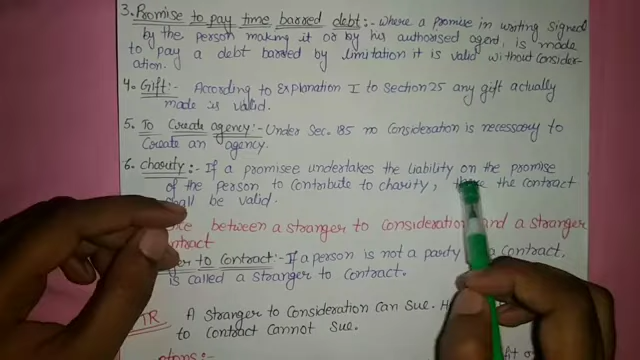 3. Promise to pay time barred debt:- Where a promise in writing signed
by the person making it or by his authorised agent, is made
to pay a debt barred by limitation it is valid without consider-
ation.
4. Gift:- According to Explanation I to section 25 any gift actually
made is valid.
5. To Create agency:- Under Sec. 185 no Consideration is necessary to
Create an agency.
6. Charity:- If a promisee undertakes the liability on the promise
of the Person to contribute to charity, the contract
shall be valid.
between a stranger to consideration and a stranger
to contract:- If a person is not a party a Contract,
is called a stranger to Contract.
A stranger to Consideration Can Sue.
to contract Cannot Sue.